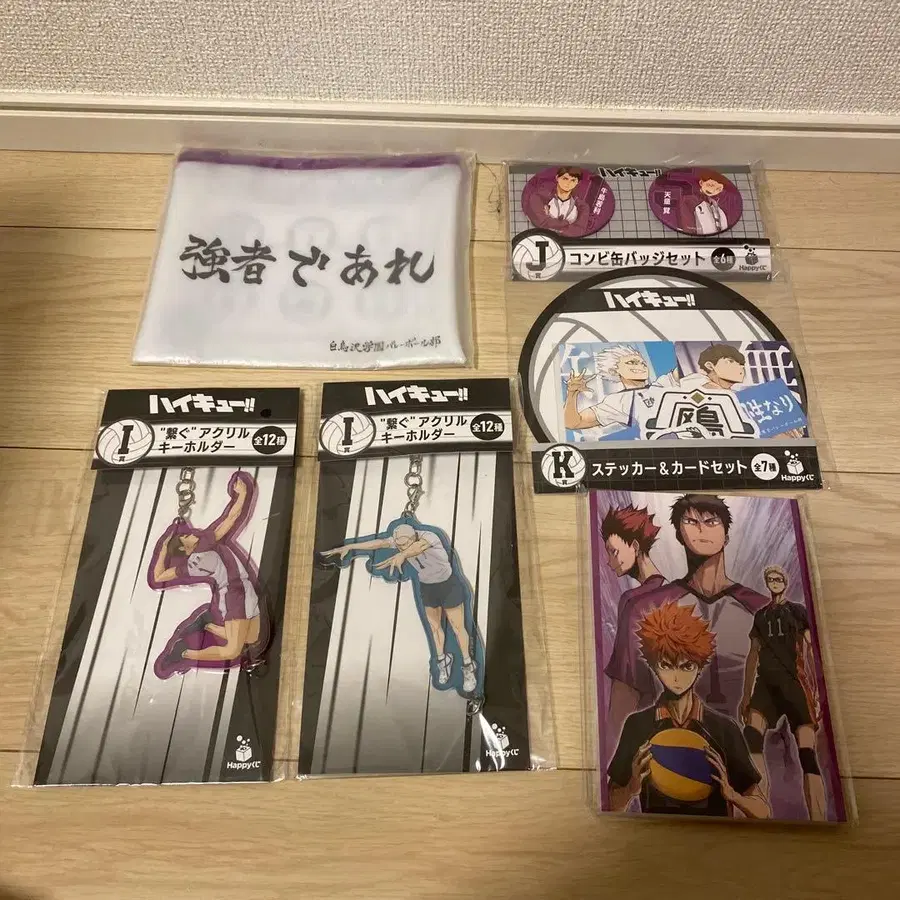 強者であれ
白鳥沢学園バレーボール部
ハイキュー!!
牛島若利
天童 覚
J賞
コンビ缶バッジセット
全6種
Happyくじ
ハイキュー!!
鴎
性なり
K賞
ステッカー&カードセット
全7種
Happyくじ
ハイキュー!!
I賞
"繋ぐ"アクリル
キーホルダー
全12種
Happyくじ
ハイキュー!!
I賞
"繋ぐ"アクリル
キーホルダー
全12種
Happyくじ
11